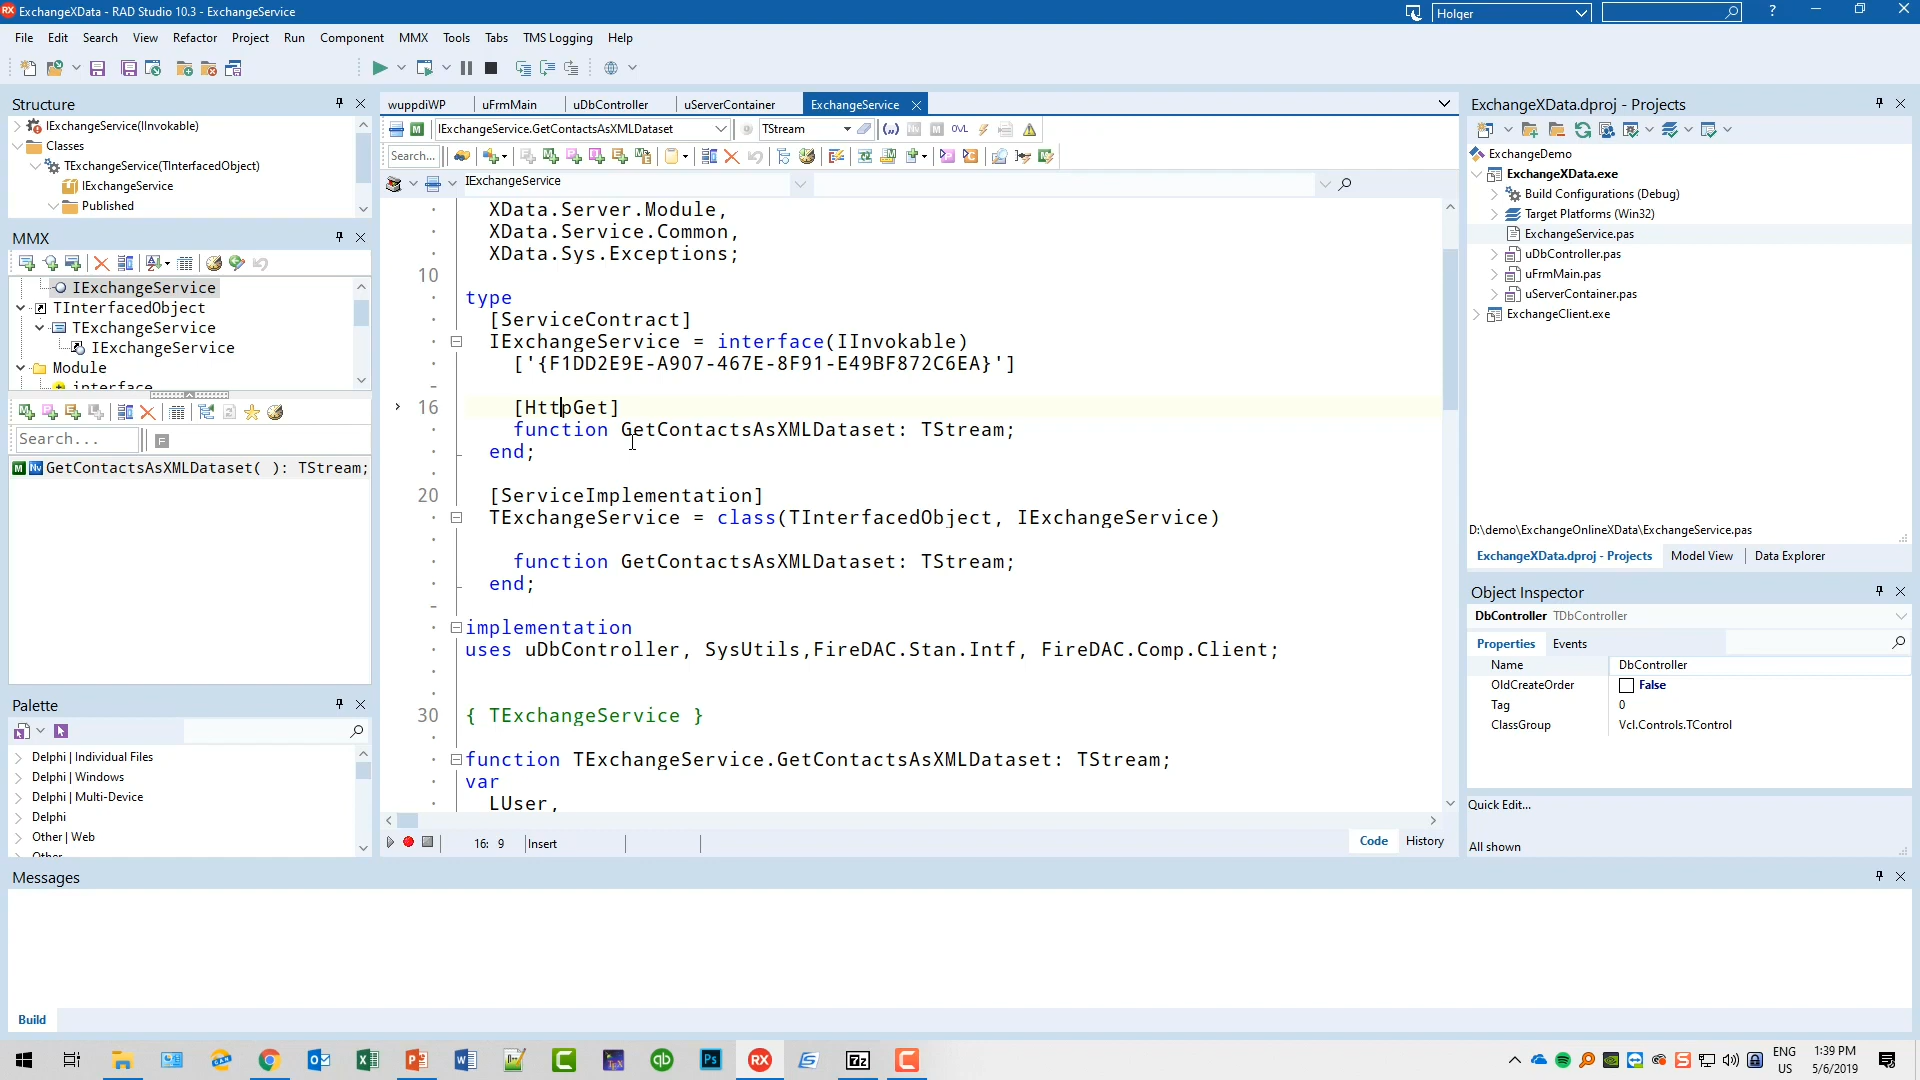 ExchangeXData - RAD Studio 10.3 - ExchangeService
Holger
File Edit Search View Refactor Project Run Component MMX Tools Tabs TMS Logging Help
Structure
IExchangeService(IInvokable)
Classes
TExchangeService(TInterfacedObject)
IExchangeService
Published
MMX
IExchangeService
TInterfacedObject
TExchangeService
IExchangeService
Module
interface
Search...
GetContactsAsXMLDataset( ): TStream;
Palette
Delphi | Individual Files
Delphi | Windows
Delphi | Multi-Device
Delphi
Other | Web
Other
wuppdiWP uFrmMain uDbController uServerContainer ExchangeService
IExchangeService.GetContactsAsXMLDataset TStream OVL
Search...
IExchangeService
XData.Server.Module,
XData.Service.Common,
XData.Sys.Exceptions;
10
type
[ServiceContract]
IExchangeService = interface(IInvokable)
['{F1DD2E9E-A907-467E-8F91-E49BF872C6EA}']
16 [HttpGet]
function GetContactsAsXMLDataset: TStream;
end;
20 [ServiceImplementation]
TExchangeService = class(TInterfacedObject, IExchangeService)
function GetContactsAsXMLDataset: TStream;
end;
implementation
uses uDbController, SysUtils,FireDAC.Stan.Intf, FireDAC.Comp.Client;
30 { TExchangeService }
function TExchangeService.GetContactsAsXMLDataset: TStream;
var
LUser,
16: 9 Insert
Code History
ExchangeXData.dproj - Projects
ExchangeDemo
ExchangeXData.exe
Build Configurations (Debug)
Target Platforms (Win32)
ExchangeService.pas
uDbController.pas
uFrmMain.pas
uServerContainer.pas
ExchangeClient.exe
D:\demo\ExchangeOnlineXData\ExchangeService.pas
ExchangeXData.dproj - Projects Model View Data Explorer
Object Inspector
DbController TDbController
Properties Events
Name DbController
OldCreateOrder False
Tag 0
ClassGroup Vcl.Controls.TControl
Quick Edit...
All shown
Messages
Build
ENG
US
1:39 PM
5/6/2019